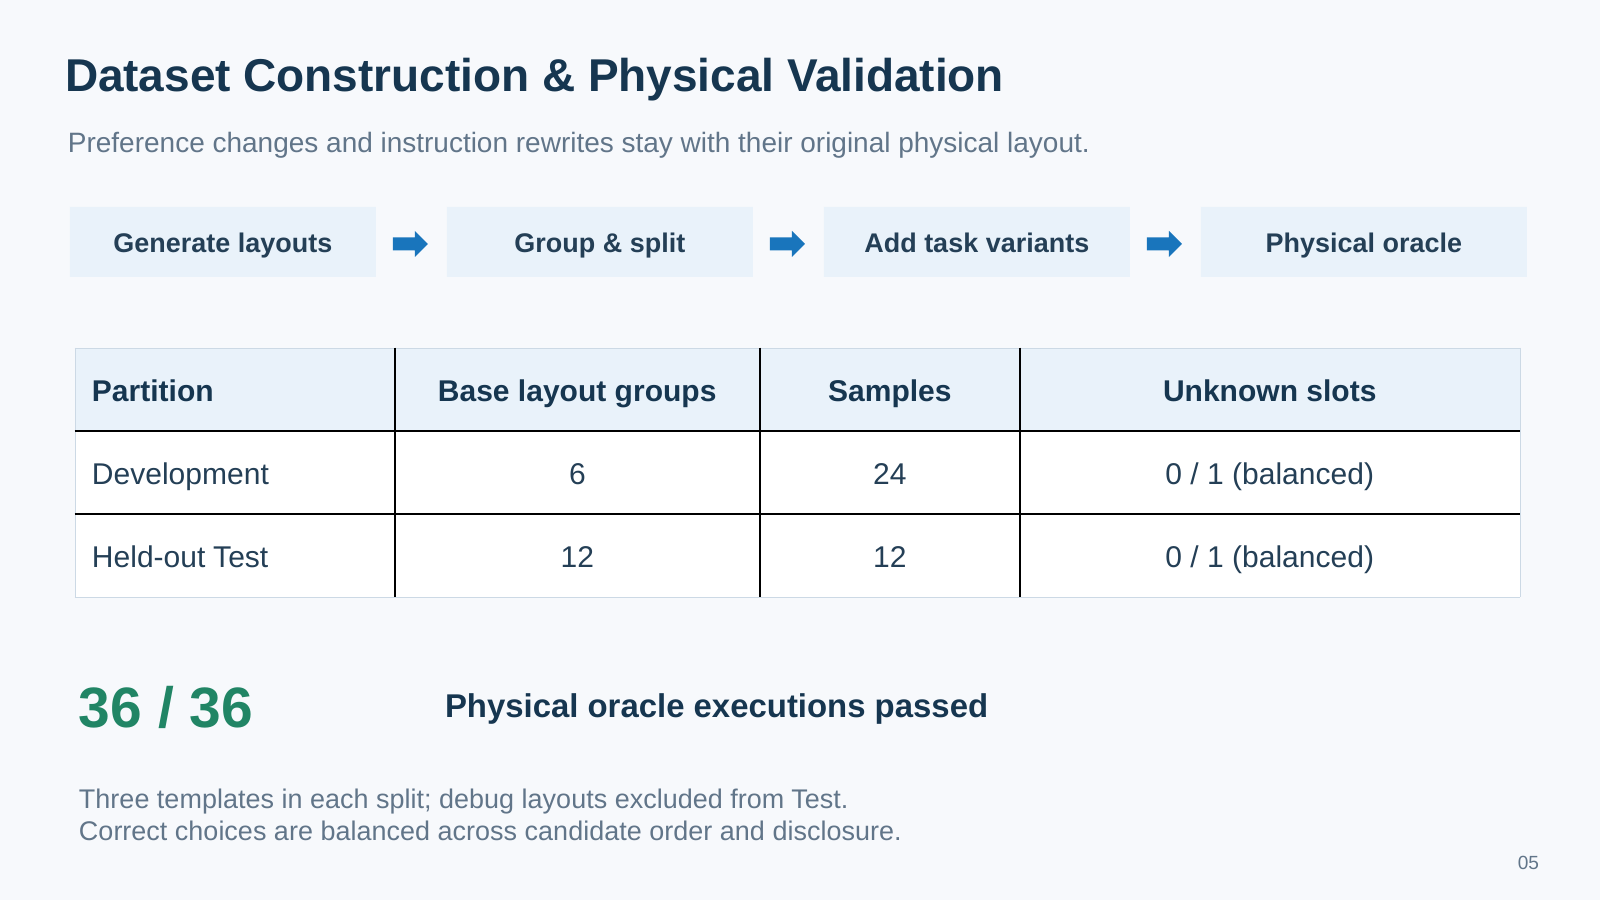 Dataset Construction & Physical Validation
Preference changes and instruction rewrites stay with their original physical layout.
Generate layouts
Group & split
Add task variants
Physical oracle
Partition Base layout groups Samples Unknown slots
Development 6 24 0 / 1 (balanced)
Held-out Test 12 12 0 / 1 (balanced)
36 / 36 Physical oracle executions passed
Three templates in each split; debug layouts excluded from Test.
Correct choices are balanced across candidate order and disclosure.
05